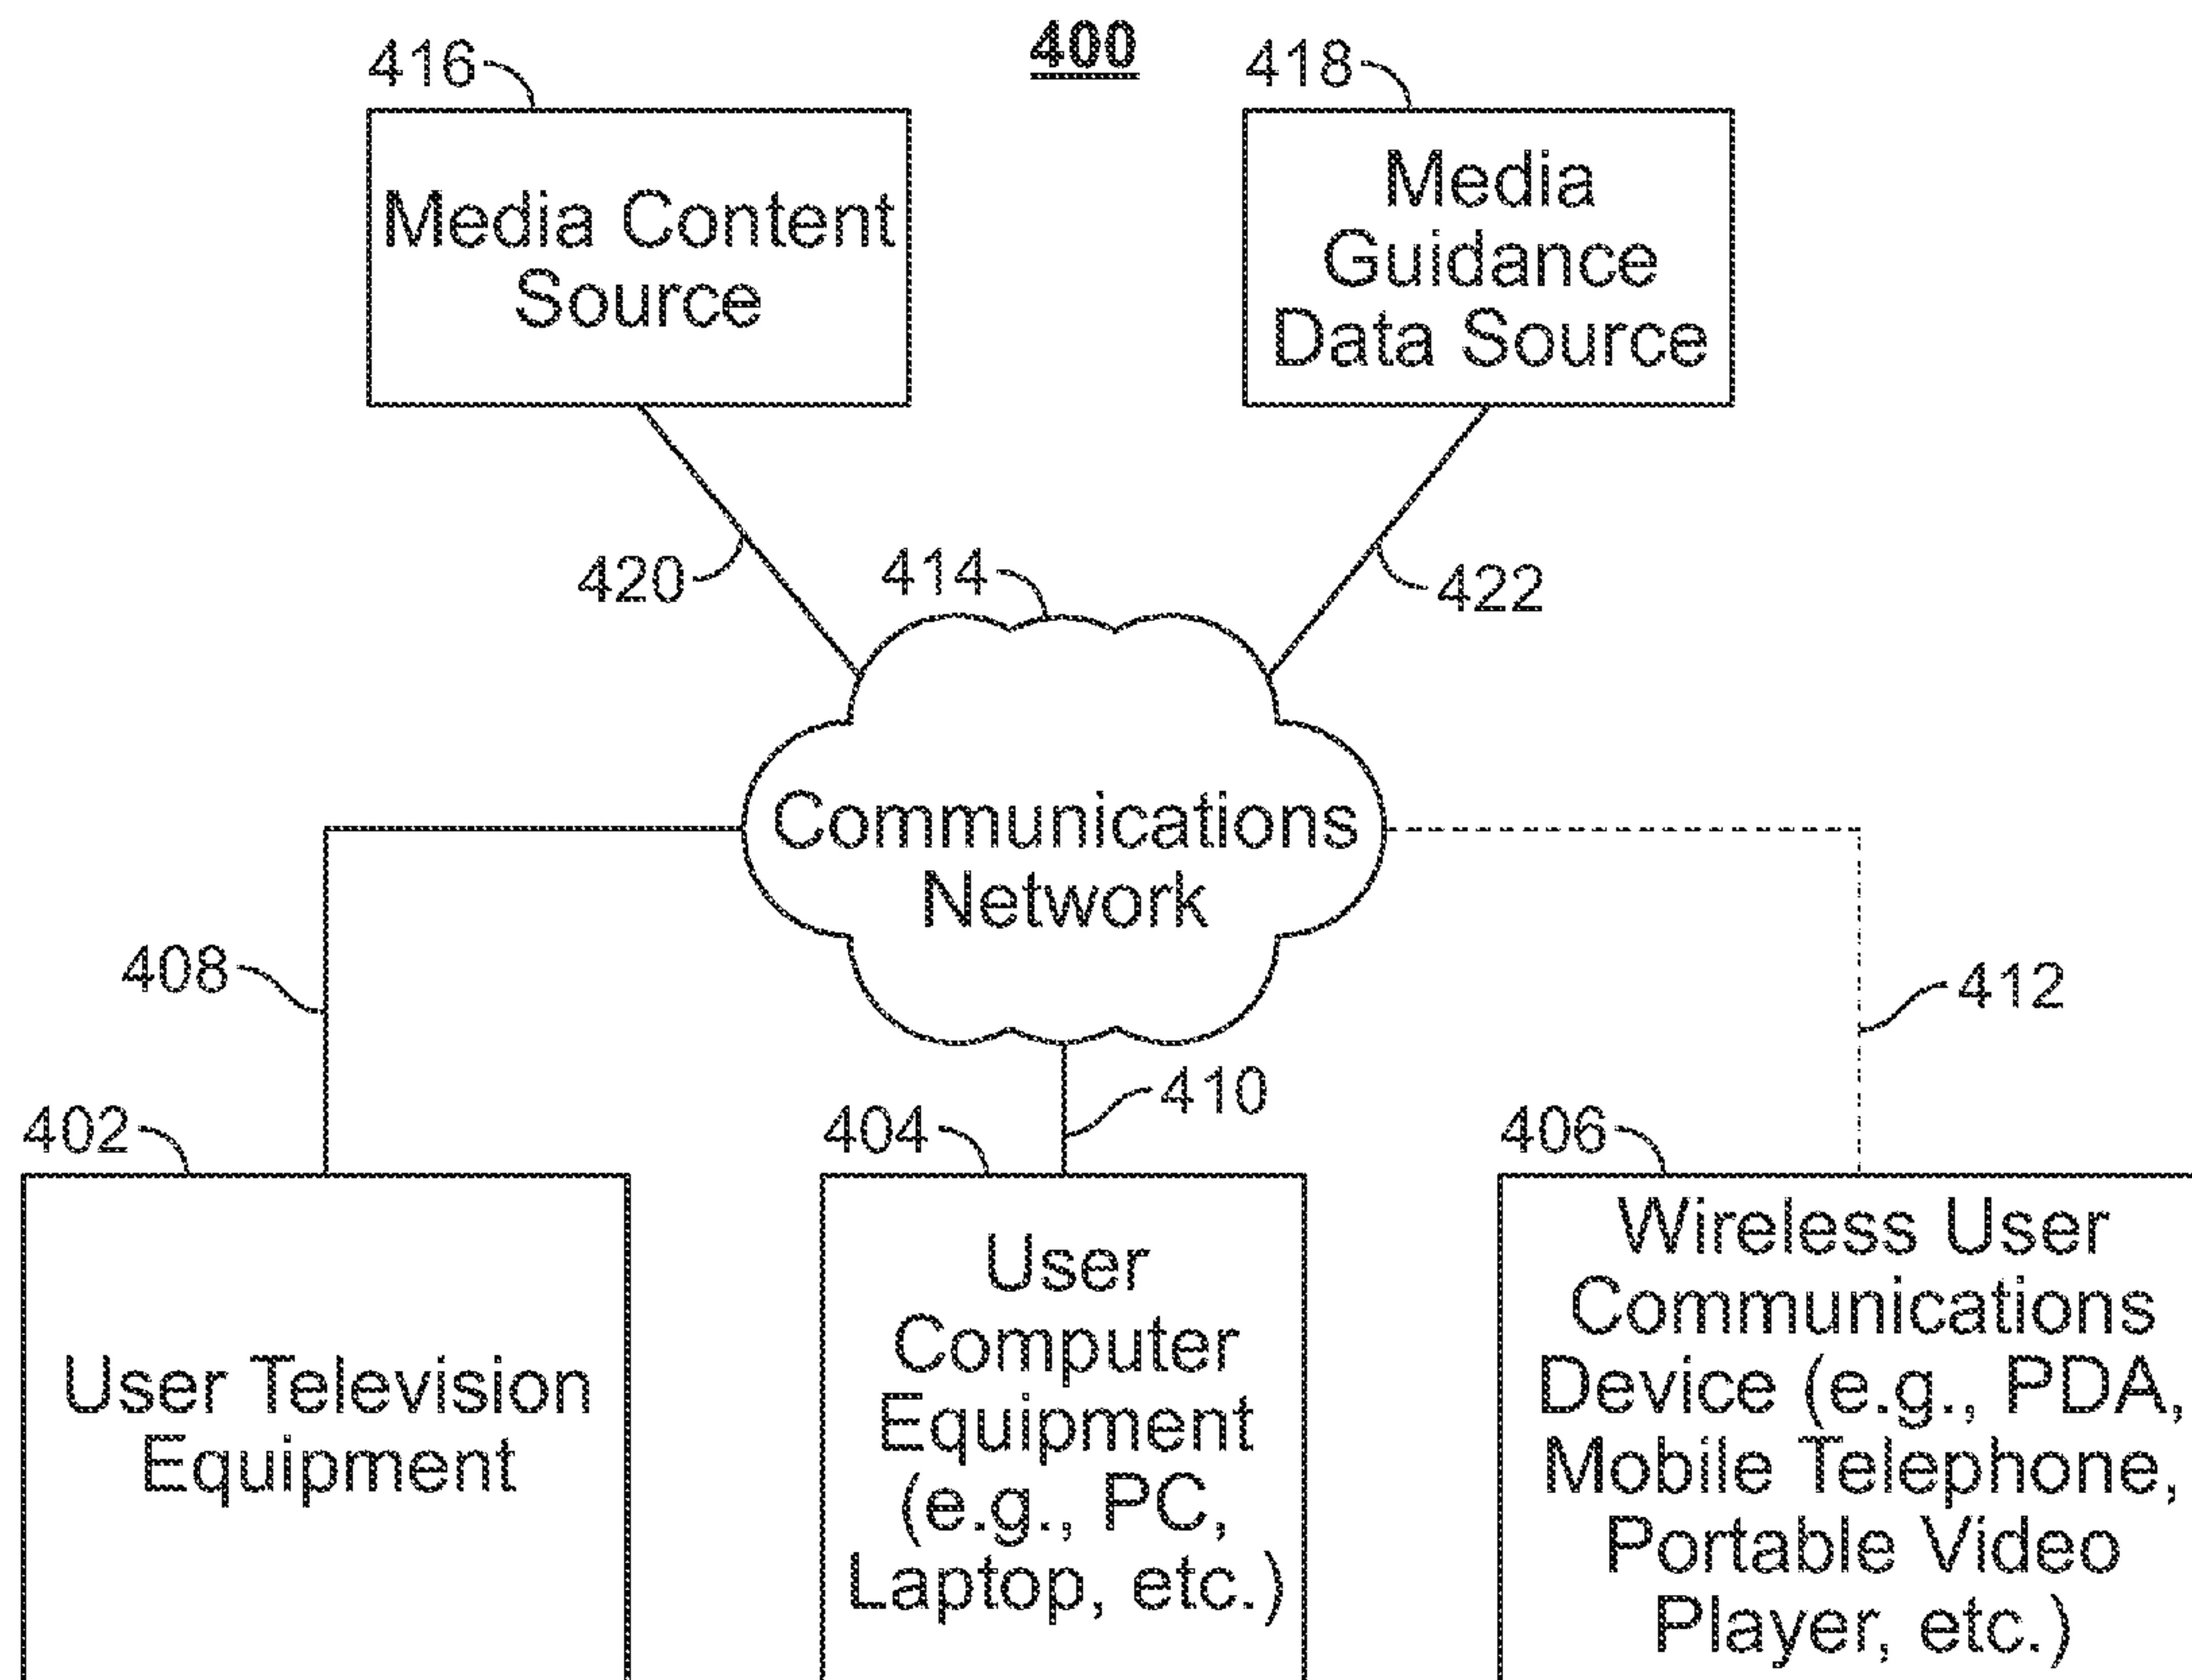 400
416
418
Media Content
Source
Media
Guidance
Data Source
420
414
422
Communications
Network
408
412
410
402
404
406
User Television
Equipment
User
Computer
Equipment
(e.g., PC,
Laptop, etc.)
Wireless User
Communications
Device (e.g., PDA,
Mobile Telephone,
Portable Video
Player, etc.)